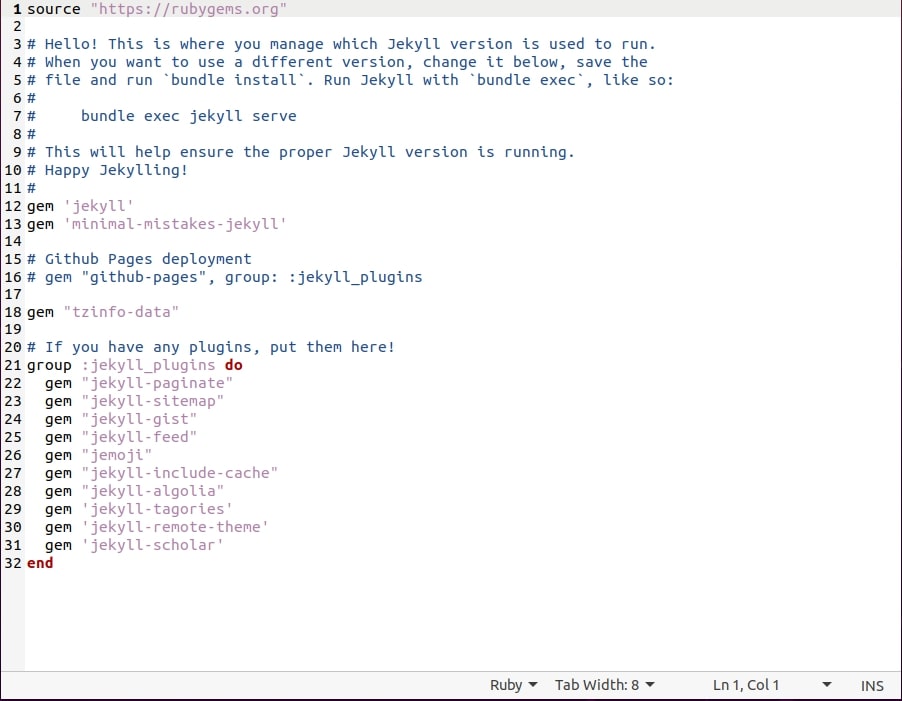 1 source "https://rubygems.org"
2
3 # Hello! This is where you manage which Jekyll version is used to run.
4 # When you want to use a different version, change it below, save the
5 # file and run `bundle install`. Run Jekyll with `bundle exec`, like so:
6 #
7 #     bundle exec jekyll serve
8 #
9 # This will help ensure the proper Jekyll version is running.
10 # Happy Jekylling!
11 #
12 gem 'jekyll'
13 gem 'minimal-mistakes-jekyll'
14
15 # Github Pages deployment
16 # gem "github-pages", group: :jekyll_plugins
17
18 gem "tzinfo-data"
19
20 # If you have any plugins, put them here!
21 group :jekyll_plugins do
22   gem "jekyll-paginate"
23   gem "jekyll-sitemap"
24   gem "jekyll-gist"
25   gem "jekyll-feed"
26   gem "jemoji"
27   gem "jekyll-include-cache"
28   gem "jekyll-algolia"
29   gem 'jekyll-tagories'
30   gem 'jekyll-remote-theme'
31   gem 'jekyll-scholar'
32 end
Ruby Tab Width: 8 Ln 1, Col 1 INS